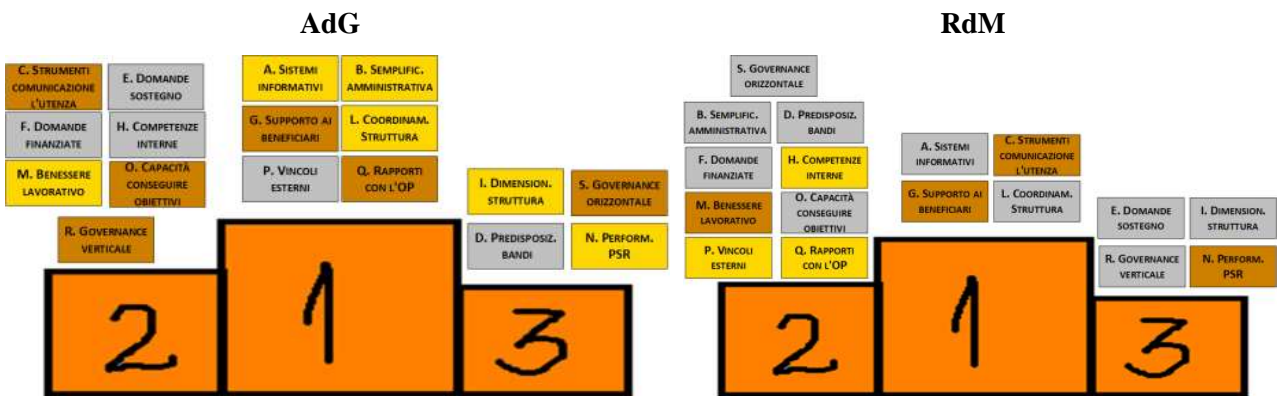 AdG
C. STRUMENTI
COMUNICAZIONE
L'UTENZA
E. DOMANDE
SOSTEGNO
F. DOMANDE
FINANZIATE
H. COMPETENZE
INTERNE
M. BENESSERE
LAVORATIVO
O. CAPACITÀ
CONSEGUIRE
OBIETTIVI
R. GOVERNANCE
VERTICALE
2
A. SISTEMI
INFORMATIVI
B. SEMPLIFIC.
AMMINISTRATIVA
G. SUPPORTO AI
BENEFICIARI
L. COORDINAM.
STRUTTURA
P. VINCOLI
ESTERNI
Q. RAPPORTI
CON L'OP
1
I. DIMENSION.
STRUTTURA
S. GOVERNANCE
ORIZZONTALE
D. PREDISPOSIZ.
BANDI
N. PERFORM.
PSR
3
RdM
S. GOVERNANCE
ORIZZONTALE
B. SEMPLIFIC.
AMMINISTRATIVA
D. PREDISPOSIZ.
BANDI
F. DOMANDE
FINANZIATE
H. COMPETENZE
INTERNE
M. BENESSERE
LAVORATIVO
O. CAPACITÀ
CONSEGUIRE
OBIETTIVI
P. VINCOLI
ESTERNI
Q. RAPPORTI
CON L'OP
2
A. SISTEMI
INFORMATIVI
C. STRUMENTI
COMUNICAZIONE
L'UTENZA
G. SUPPORTO AI
BENEFICIARI
L. COORDINAM.
STRUTTURA
1
E. DOMANDE
SOSTEGNO
I. DIMENSION.
STRUTTURA
R. GOVERNANCE
VERTICALE
N. PERFORM.
PSR
3